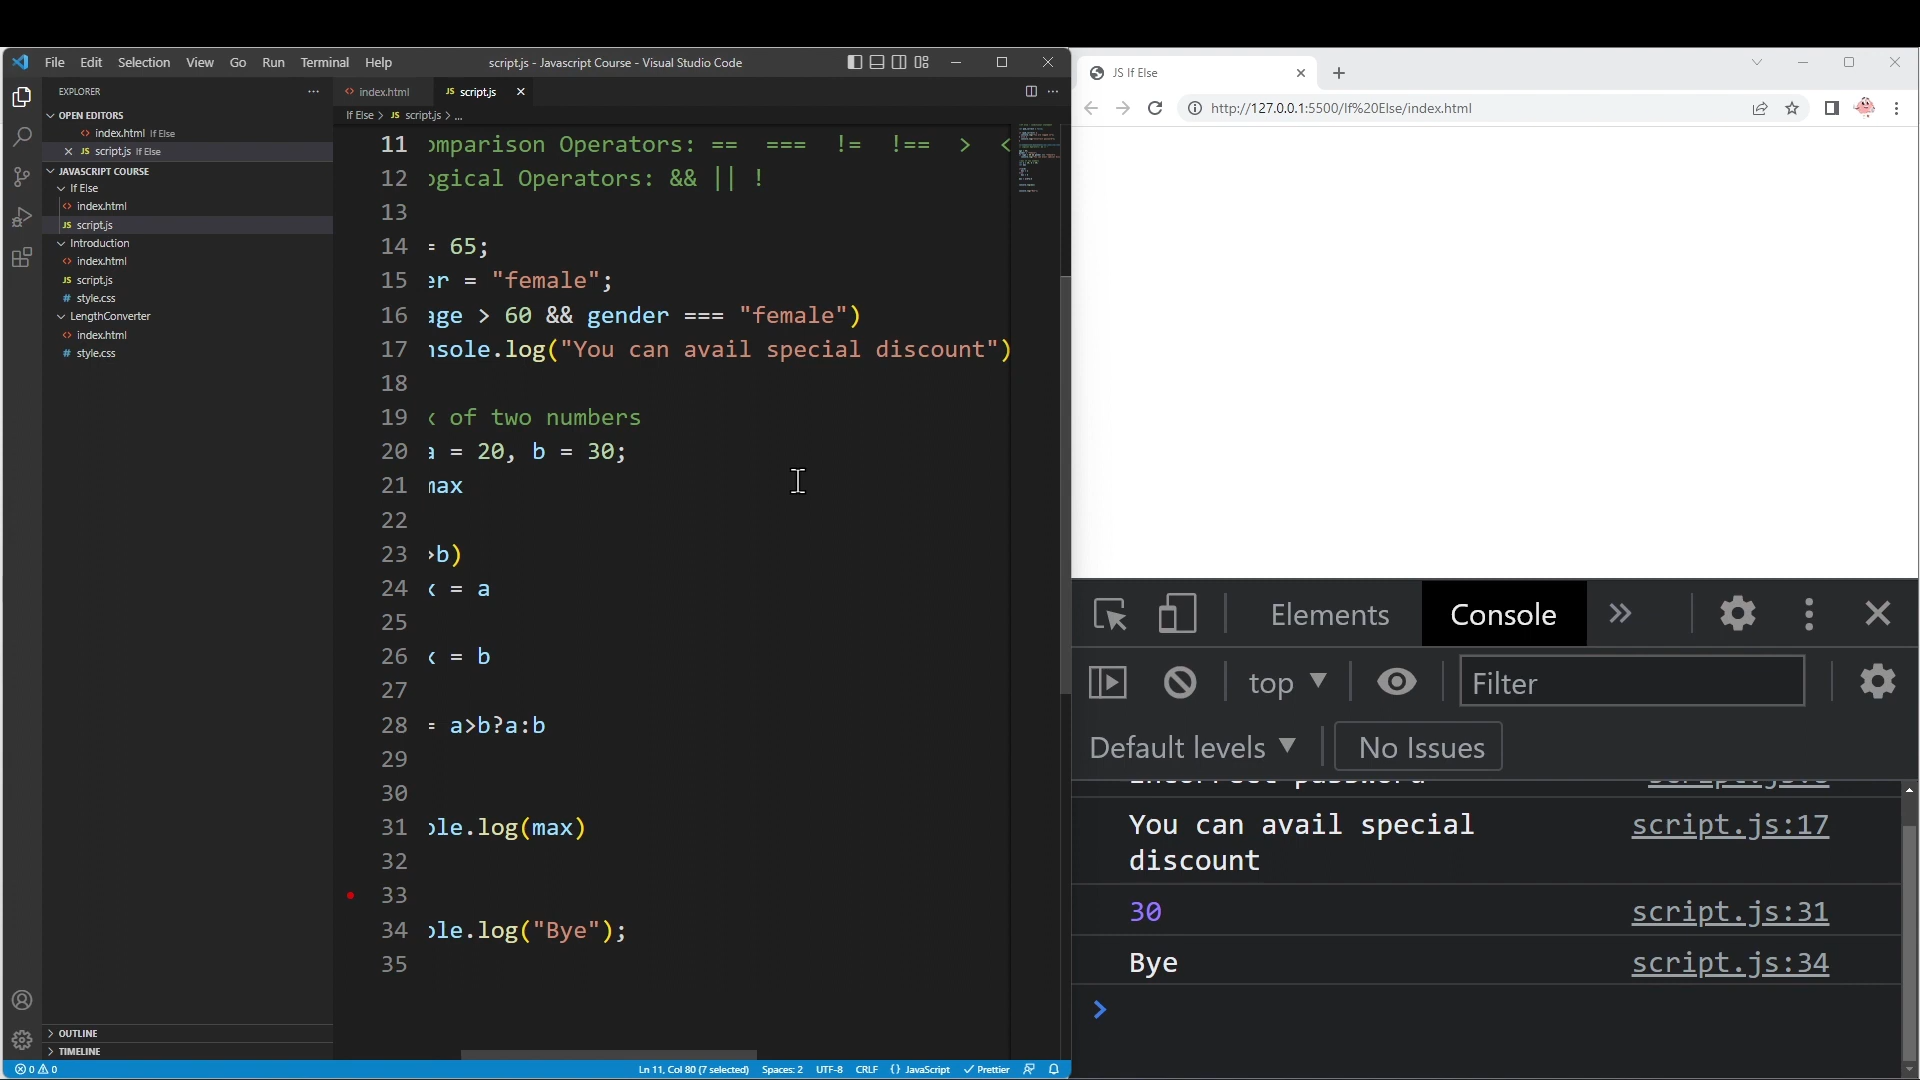 File Edit Selection View Go Run Terminal Help script.js - Javascript Course - Visual Studio Code
EXPLORER
OPEN EDITORS
index.html If Else
script.js If Else
JAVASCRIPT COURSE
If Else
index.html
script.js
Introduction
index.html
script.js
style.css
LengthConverter
index.html
style.css
OUTLINE
TIMELINE
index.html JS script.js
If Else > JS script.js > ...
11 omparison Operators: == === != !== > <
12 ogical Operators: && || !
13
14 = 65;
15 er = "female";
16 age > 60 && gender === "female")
17 nsole.log("You can avail special discount")
18
19 x of two numbers
20 a = 20, b = 30;
21 max
22
23 >b)
24 x = a
25
26 x = b
27
28 = a>b?a:b
29
30
31 ole.log(max)
32
33
34 ole.log("Bye");
35
0 0 Ln 11, Col 80 (7 selected) Spaces: 2 UTF-8 CRLF {} JavaScript Prettier
JS If Else
http://127.0.0.1:5500/If%20Else/index.html
Elements Console
top Filter
Default levels No Issues
Incorrect password
You can avail special script.js:17
discount
30 script.js:31
Bye script.js:34